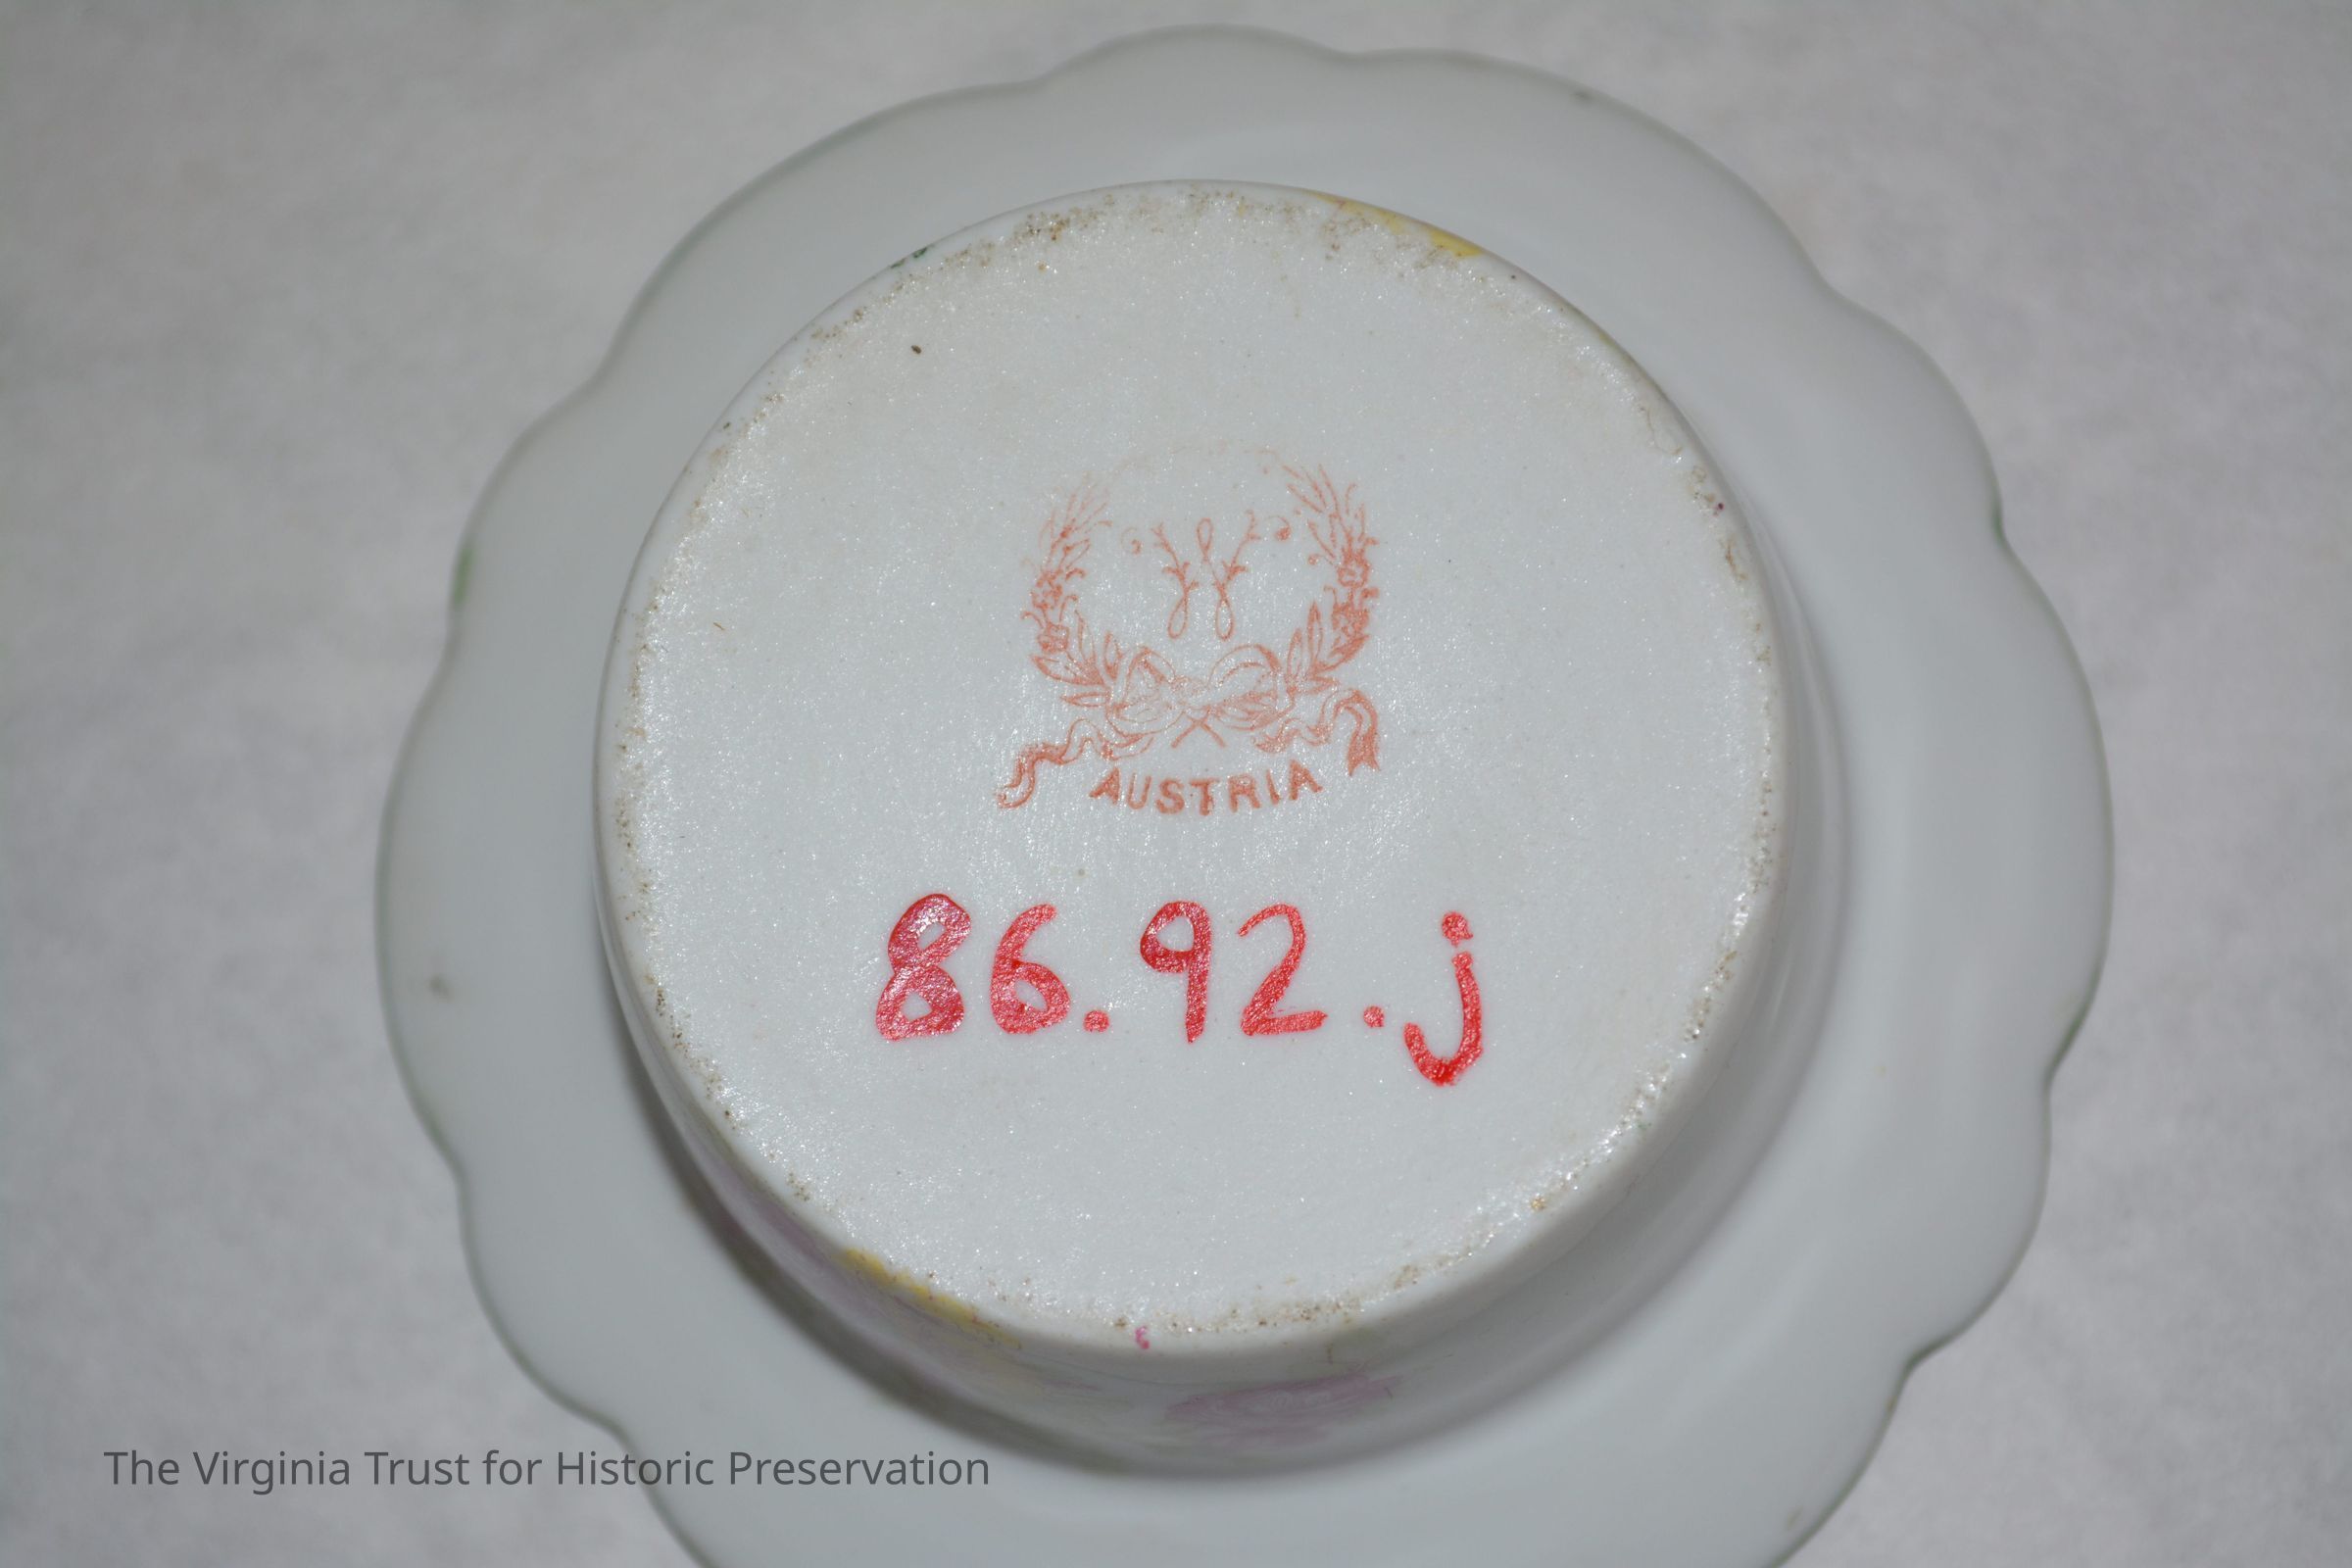 AUSTRIA
86.92.j
The Virginia Trust for Historic Preservation